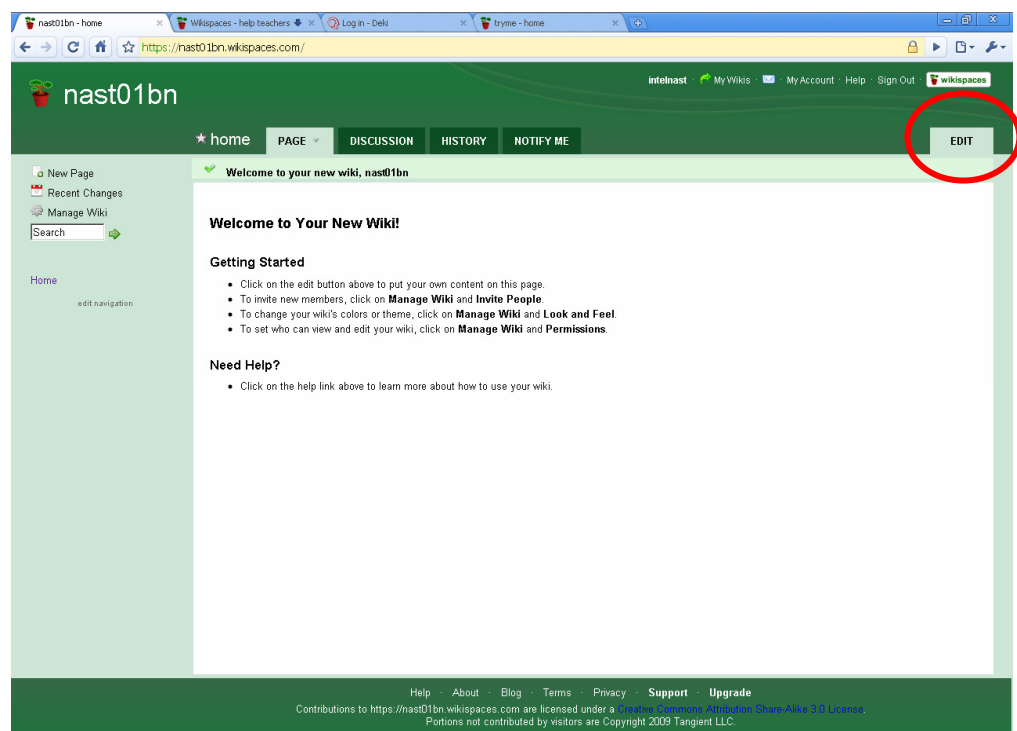 nast01bn - home
Wikispaces - help teachers
Log in - Deki
tryme - home
https://nast01bn.wikispaces.com/
nast01bn
intelnast · My Wikis · · My Account · Help · Sign Out · wikispaces
home PAGE DISCUSSION HISTORY NOTIFY ME EDIT
New Page
Recent Changes
Manage Wiki
Search
Home
edit navigation
Welcome to your new wiki, nast01bn
Welcome to Your New Wiki!
Getting Started
• Click on the edit button above to put your own content on this page.
• To invite new members, click on Manage Wiki and Invite People.
• To change your wiki's colors or theme, click on Manage Wiki and Look and Feel.
• To set who can view and edit your wiki, click on Manage Wiki and Permissions.
Need Help?
• Click on the help link above to learn more about how to use your wiki.
Help · About · Blog · Terms · Privacy · Support · Upgrade
Contributions to https://nast01bn.wikispaces.com are licensed under a Creative Commons Attribution Share-Alike 3.0 License.
Portions not contributed by visitors are Copyright 2009 Tangient LLC.